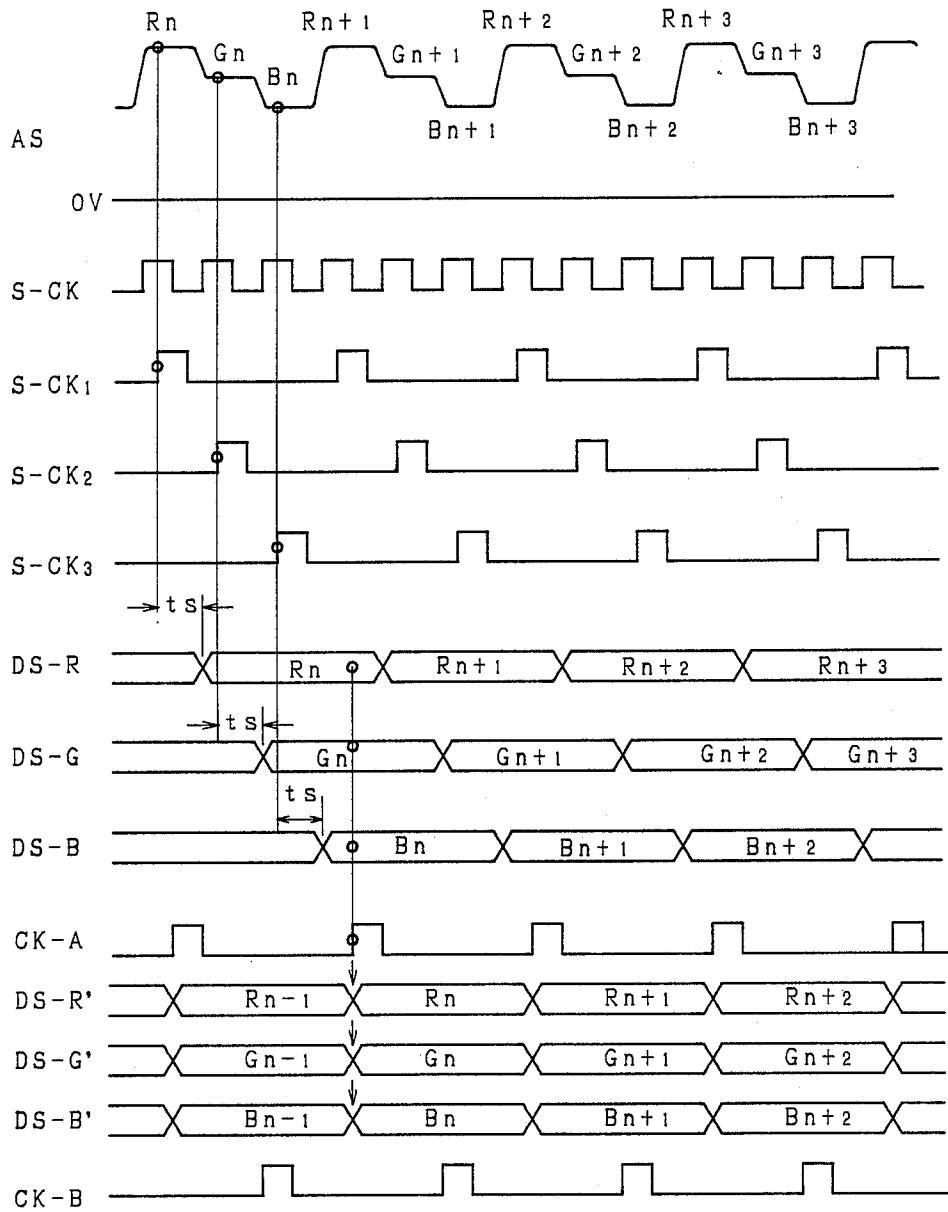 Rn Rn+1 Rn+2 Rn+3
Gn Gn+1 Gn+2 Gn+3
Bn
Bn+1 Bn+2 Bn+3
AS
0V
S-CK
S-CK1
S-CK2
S-CK3
ts
DS-R Rn Rn+1 Rn+2 Rn+3
ts
DS-G Gn Gn+1 Gn+2 Gn+3
ts
DS-B Bn Bn+1 Bn+2
CK-A
DS-R' Rn-1 Rn Rn+1 Rn+2
DS-G' Gn-1 Gn Gn+1 Gn+2
DS-B' Bn-1 Bn Bn+1 Bn+2
CK-B